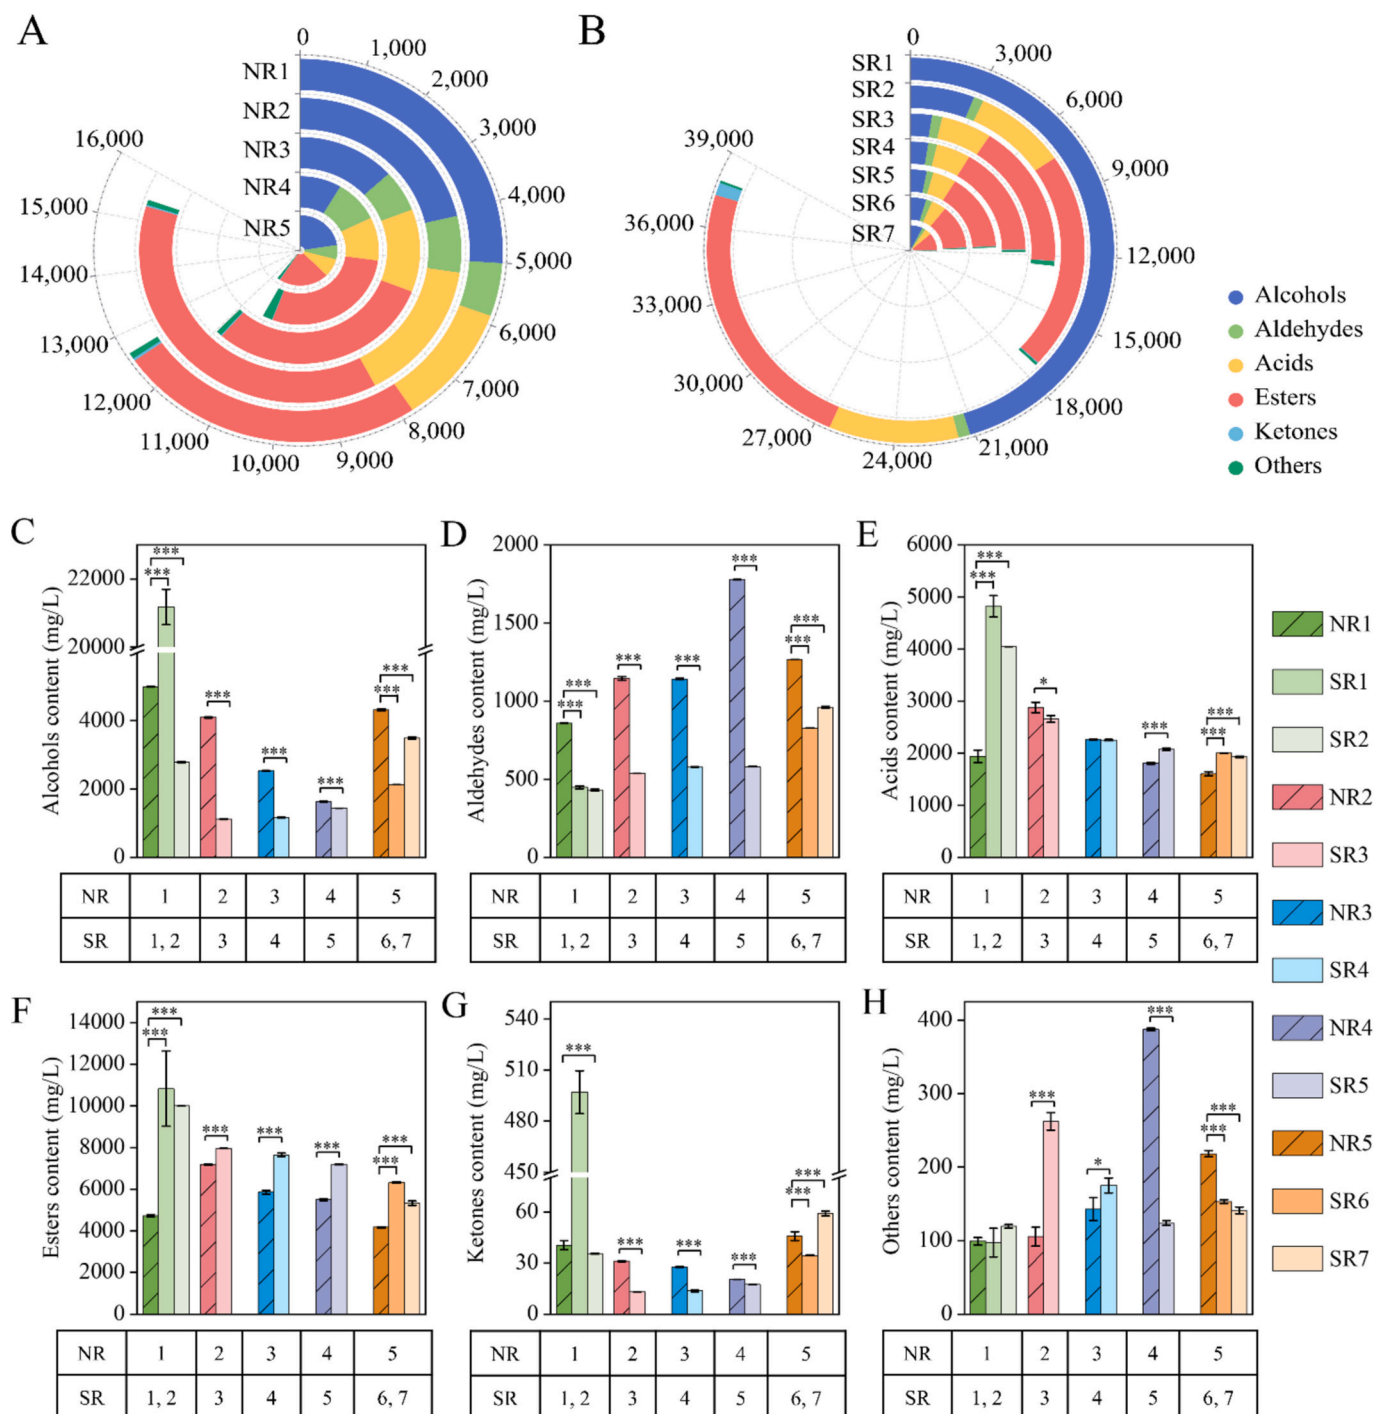 A
0
1,000
2,000
3,000
4,000
5,000
6,000
7,000
8,000
9,000
10,000
11,000
12,000
13,000
14,000
15,000
16,000
NR1
NR2
NR3
NR4
NR5
B
0
3,000
6,000
9,000
12,000
15,000
18,000
21,000
24,000
27,000
30,000
33,000
36,000
39,000
SR1
SR2
SR3
SR4
SR5
SR6
SR7
Alcohols
Aldehydes
Acids
Esters
Ketones
Others
C
Alcohols content (mg/L)
22000
20000
4000
2000
0
***
***
***
***
***
***
***
NR 1 2 3 4 5
SR 1, 2 3 4 5 6, 7
D
Aldehydes content (mg/L)
2000
1500
1000
500
0
***
***
***
***
***
***
***
NR 1 2 3 4 5
SR 1, 2 3 4 5 6, 7
E
Acids content (mg/L)
6000
5000
4000
3000
2000
1000
0
***
***
*
***
***
***
NR 1 2 3 4 5
SR 1, 2 3 4 5 6, 7
F
Esters content (mg/L)
14000
12000
10000
8000
6000
4000
2000
0
***
***
***
***
***
***
***
NR 1 2 3 4 5
SR 1, 2 3 4 5 6, 7
G
Ketones content (mg/L)
540
510
480
450
60
30
0
***
***
***
***
***
***
NR 1 2 3 4 5
SR 1, 2 3 4 5 6, 7
H
Others content (mg/L)
400
300
200
100
0
***
*
***
***
***
NR 1 2 3 4 5
SR 1, 2 3 4 5 6, 7
NR1
SR1
SR2
NR2
SR3
NR3
SR4
NR4
SR5
NR5
SR6
SR7